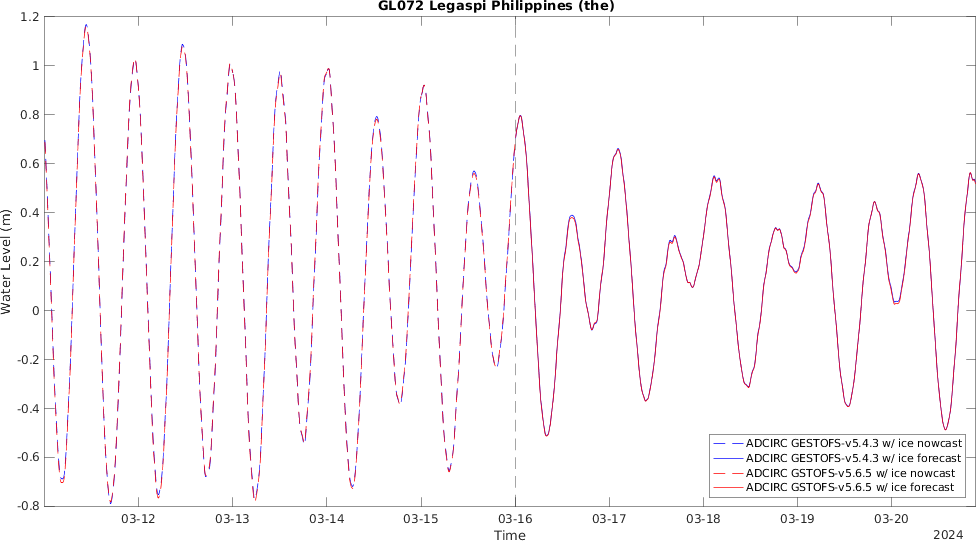 GL072 Legaspi Philippines (the)
1.2
1
0.8
0.6
0.4
0.2
0
-0.2
-0.4
-0.6
-0.8
Water Level (m)
ADCIRC GESTOFS-v5.4.3 w/ ice nowcast
ADCIRC GESTOFS-v5.4.3 w/ ice forecast
ADCIRC GSTOFS-v5.6.5 w/ ice nowcast
ADCIRC GSTOFS-v5.6.5 w/ ice forecast
03-12 03-13 03-14 03-15 03-16 03-17 03-18 03-19 03-20
Time
2024